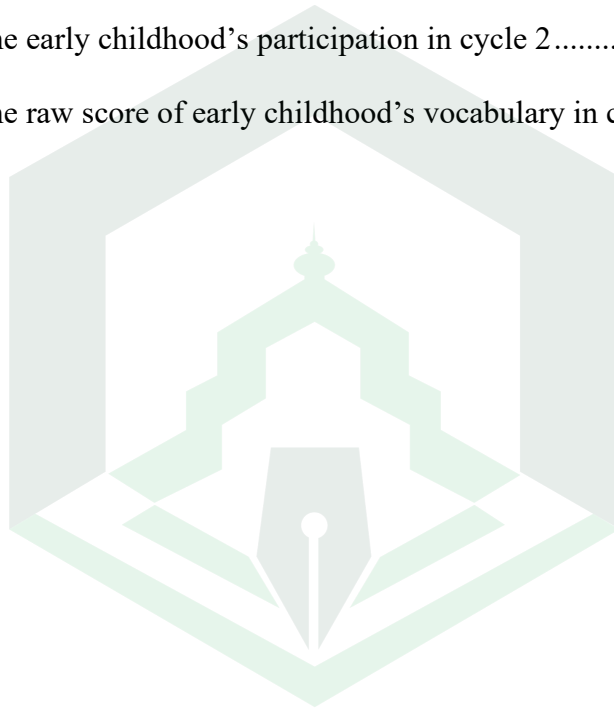 he early childhood’s participation in cycle 2........
he raw score of early childhood’s vocabulary in c